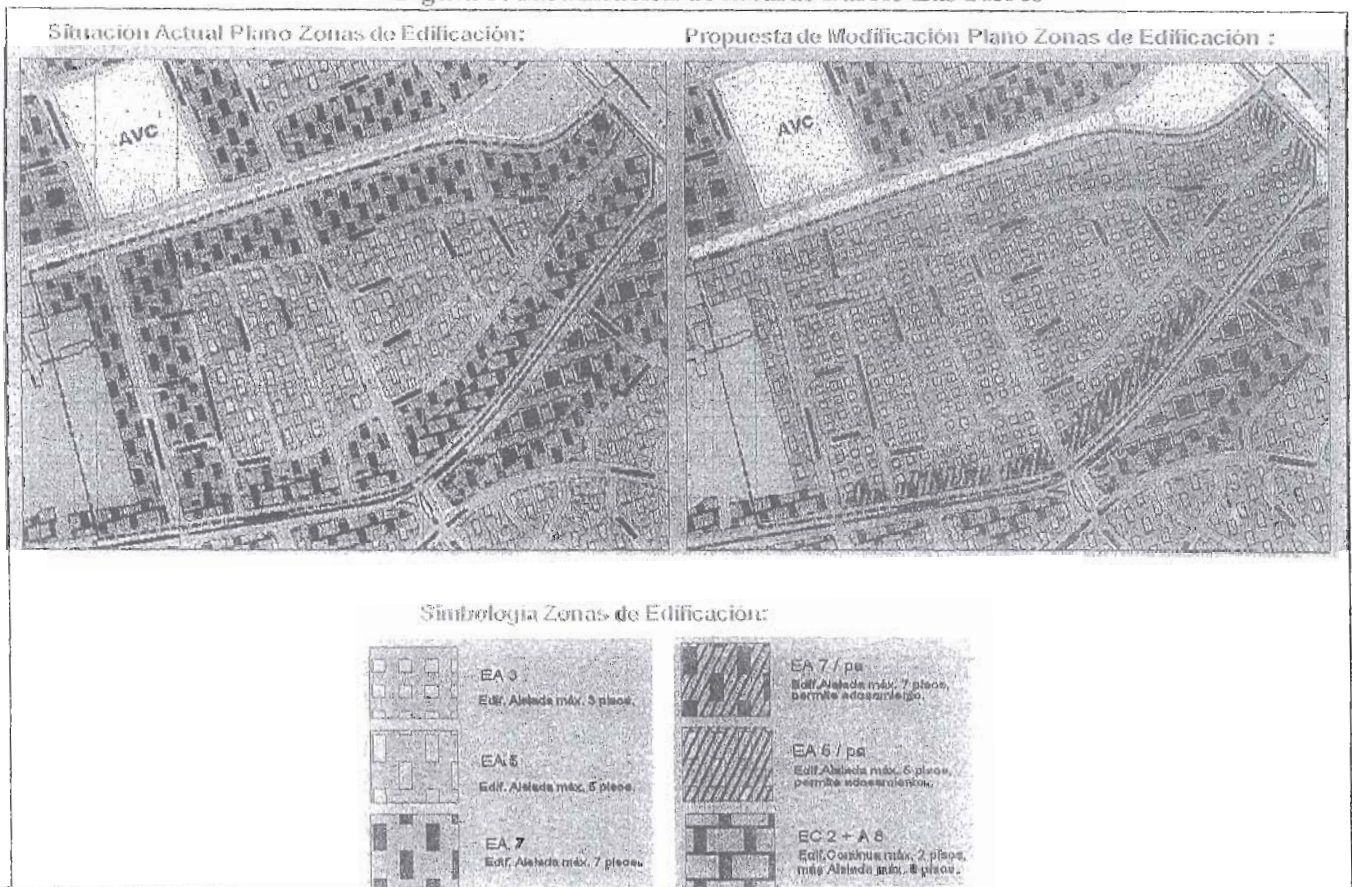 Situación Actual Plano Zonas de Edificación:
Propuesta de Modificación Plano Zonas de Edificación :
AVC
AVC
Simbología Zonas de Edificación:
EA 3
Edif. Aislada máx. 3 pisos.
EA 5
Edif. Aislada máx. 5 pisos.
EA 7
Edif. Aislada máx. 7 pisos.
EA 7 / pa
Edif. Aislada máx. 7 pisos,
permite adosamiento.
EA 5 / pa
Edif. Aislada máx. 5 pisos,
permite adosamiento.
EC 2 + A 8
Edif. Continua máx. 2 pisos,
más Aislada máx. 8 pisos.